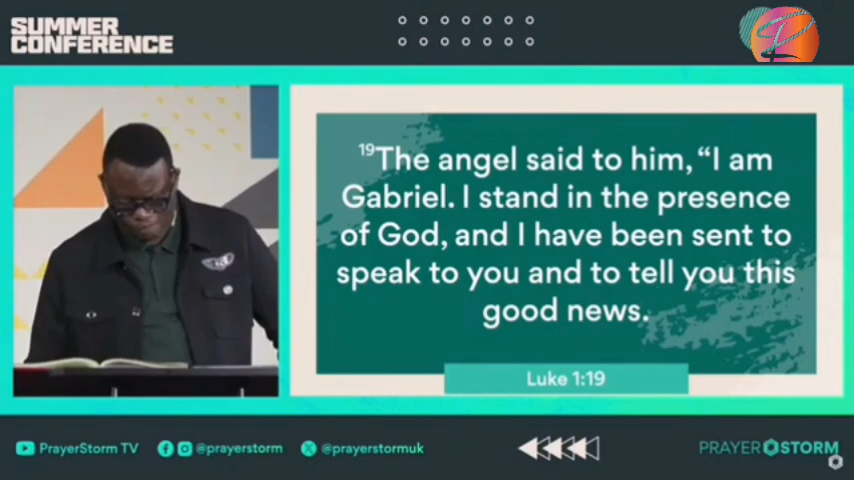 SUMMER
CONFERENCE
¹⁹The angel said to him, “I am
Gabriel. I stand in the presence
of God, and I have been sent to
speak to you and to tell you this
good news.
Luke 1:19
PrayerStorm TV
@prayerstorm
@prayerstormuk
PRAYERSTORM